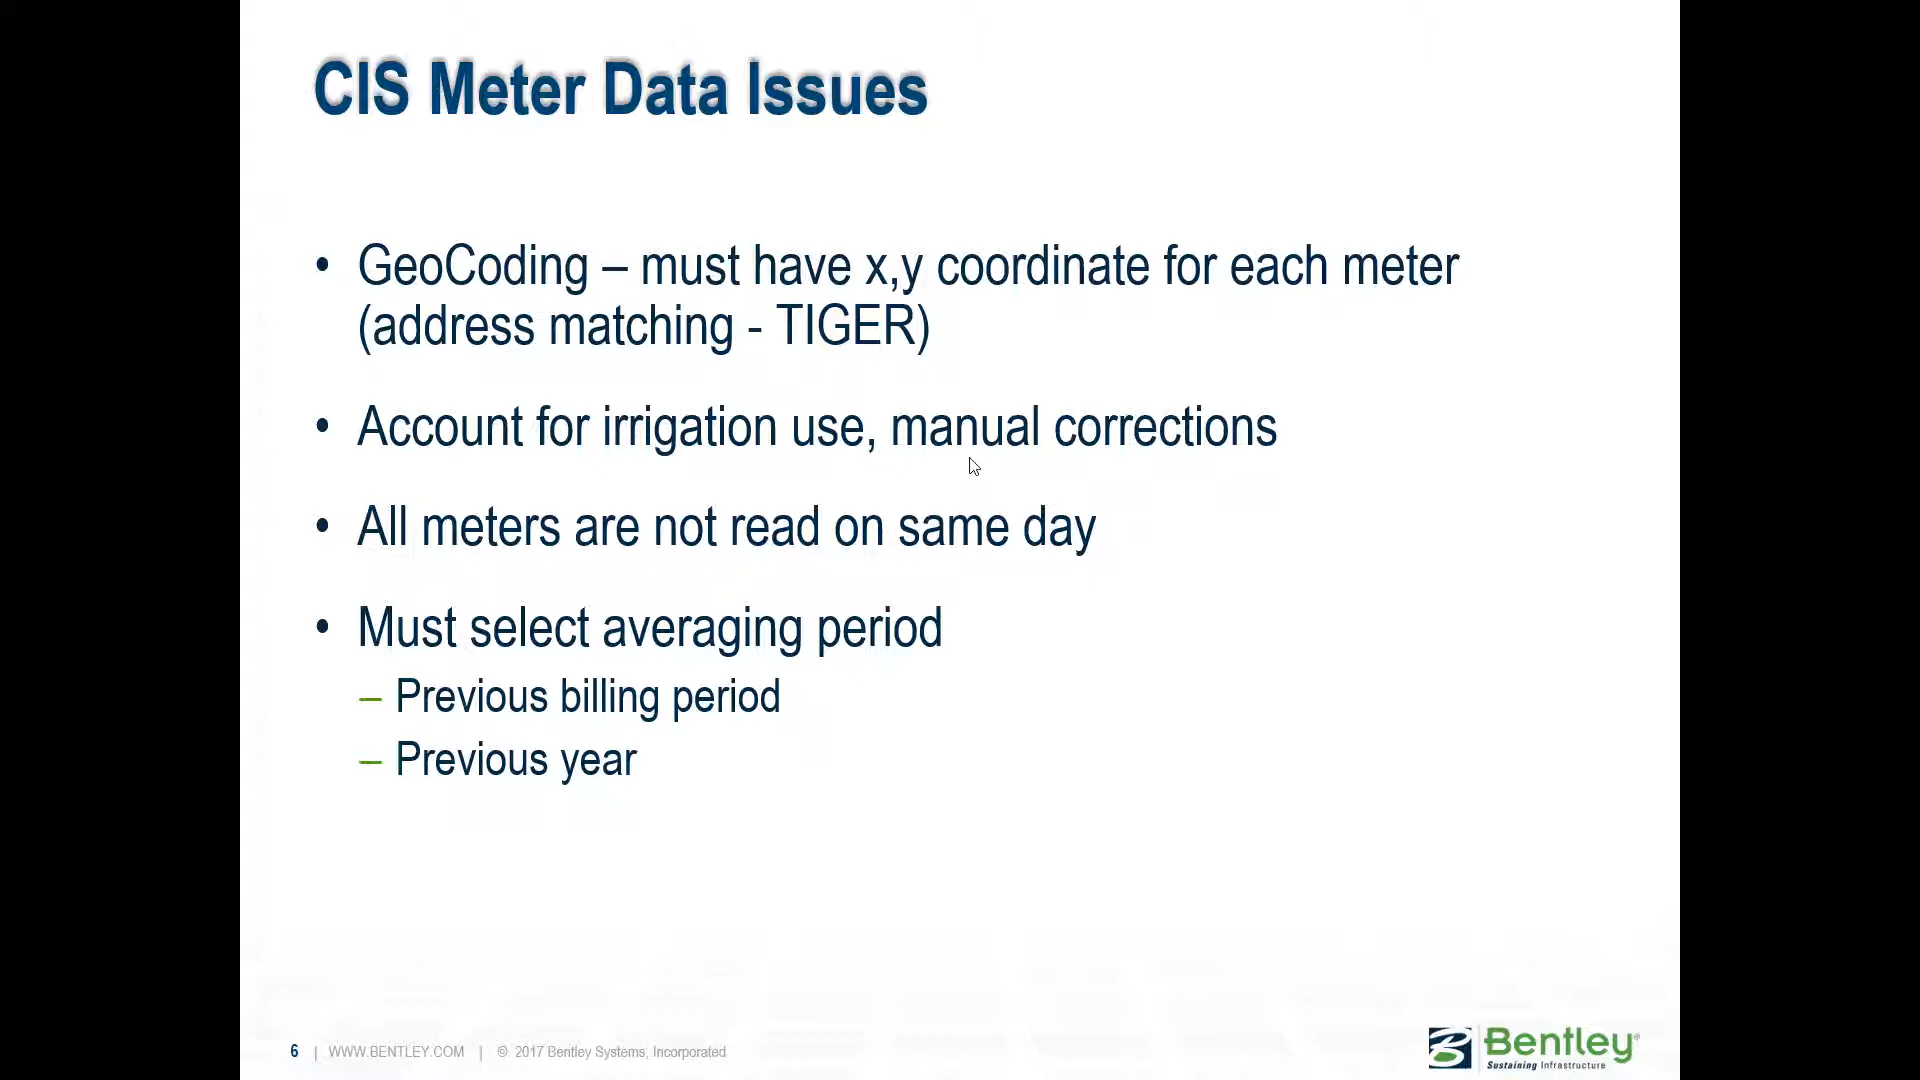 CIS Meter Data Issues
• GeoCoding – must have x,y coordinate for each meter
(address matching - TIGER)
• Account for irrigation use, manual corrections
• All meters are not read on same day
• Must select averaging period
– Previous billing period
– Previous year
6 | WWW.BENTLEY.COM | © 2017 Bentley Systems, Incorporated
Bentley®
Sustaining Infrastructure